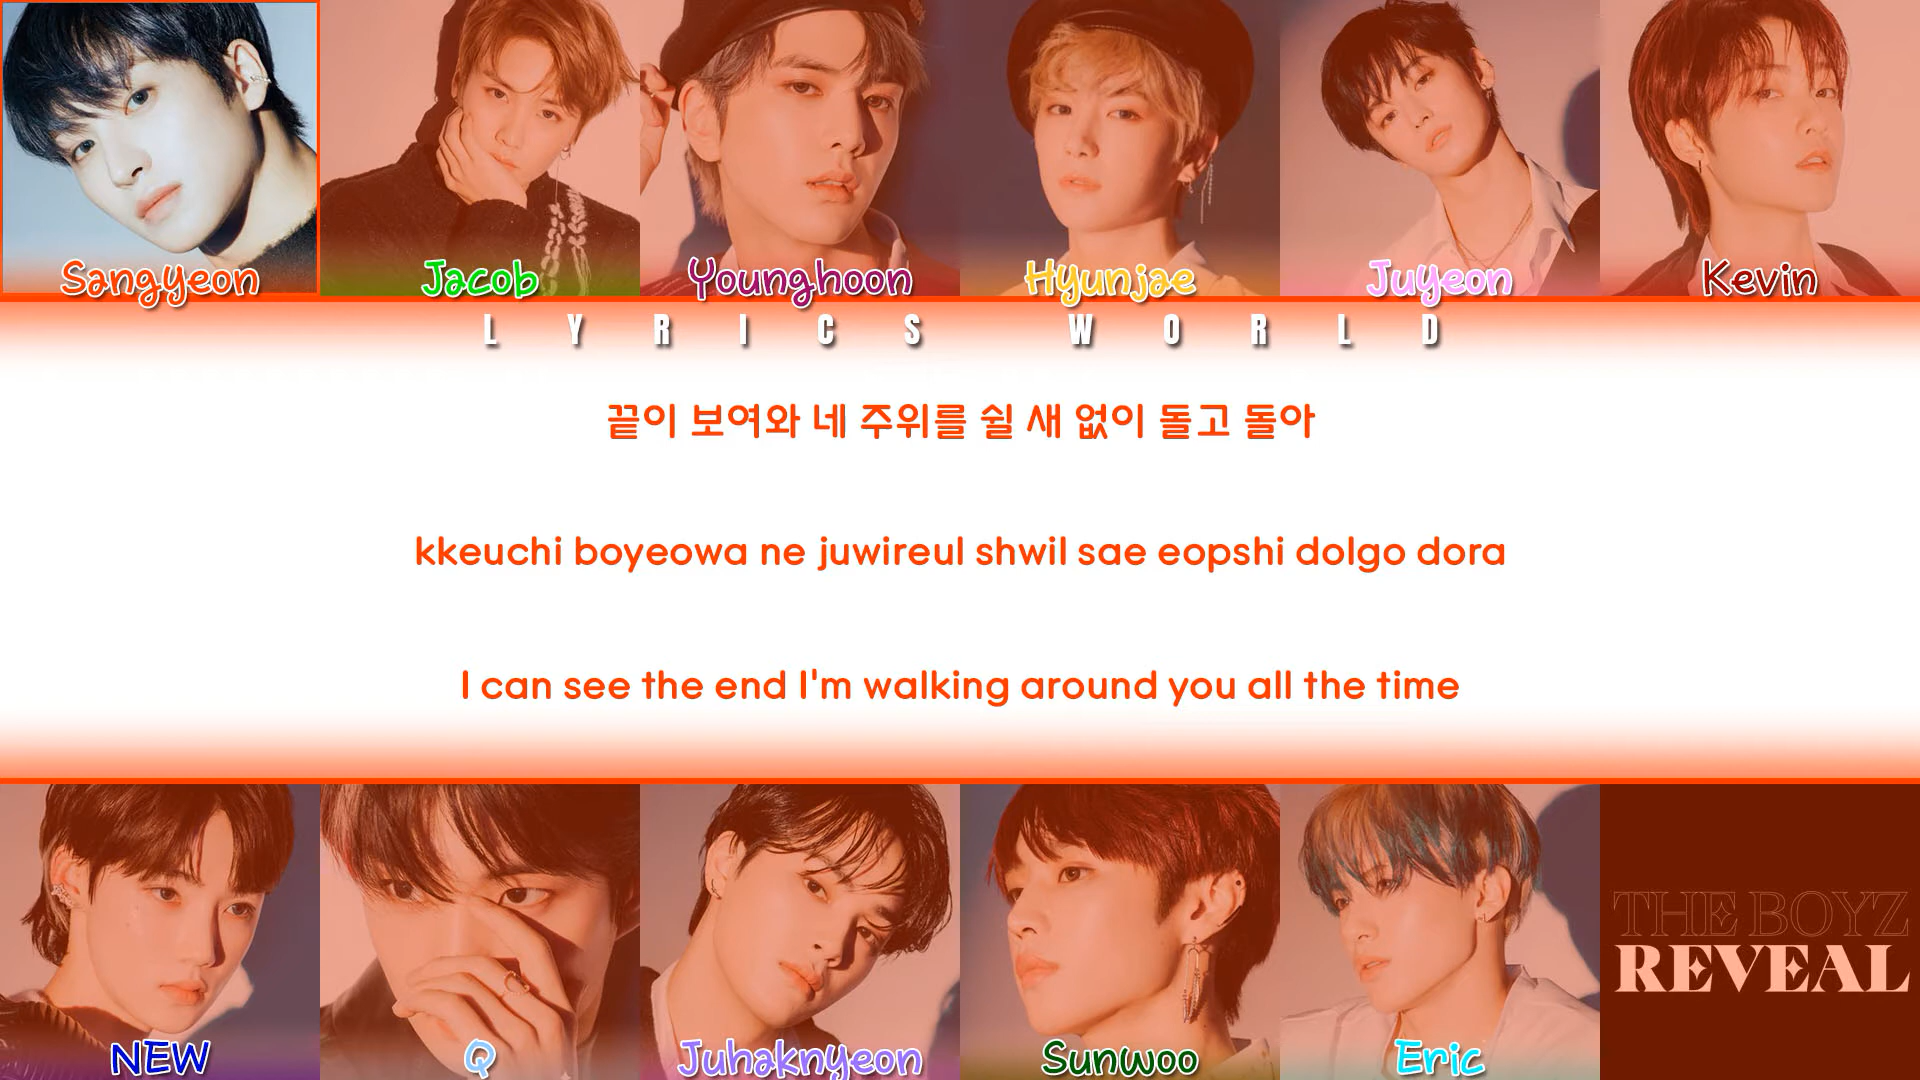 Sangyeon Jacob Younghoon Hyunjae Juyeon Kevin
LYRICS WORLD
끝이 보여와 네 주위를 쉴 새 없이 돌고 돌아
kkeuchi boyeowa ne juwireul shwil sae eopshi dolgo dora
I can see the end I'm walking around you all the time
THE BOYZ
REVEAL
NEW Q Juhaknyeon Sunwoo Eric